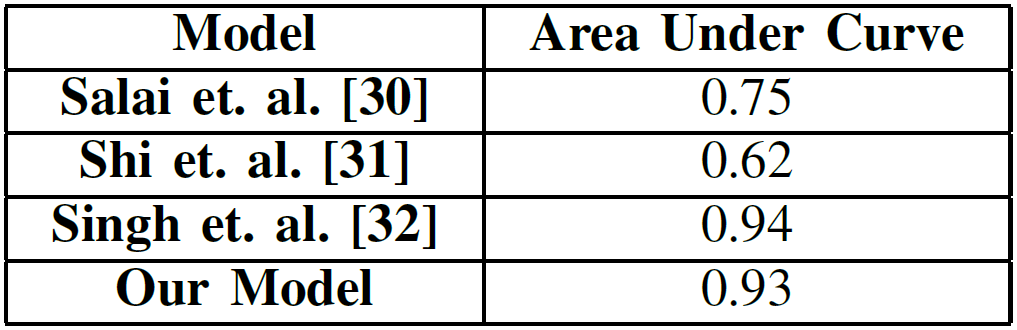 Model Area Under Curve
Salai et. al. [30] 0.75
Shi et. al. [31] 0.62
Singh et. al. [32] 0.94
Our Model 0.93